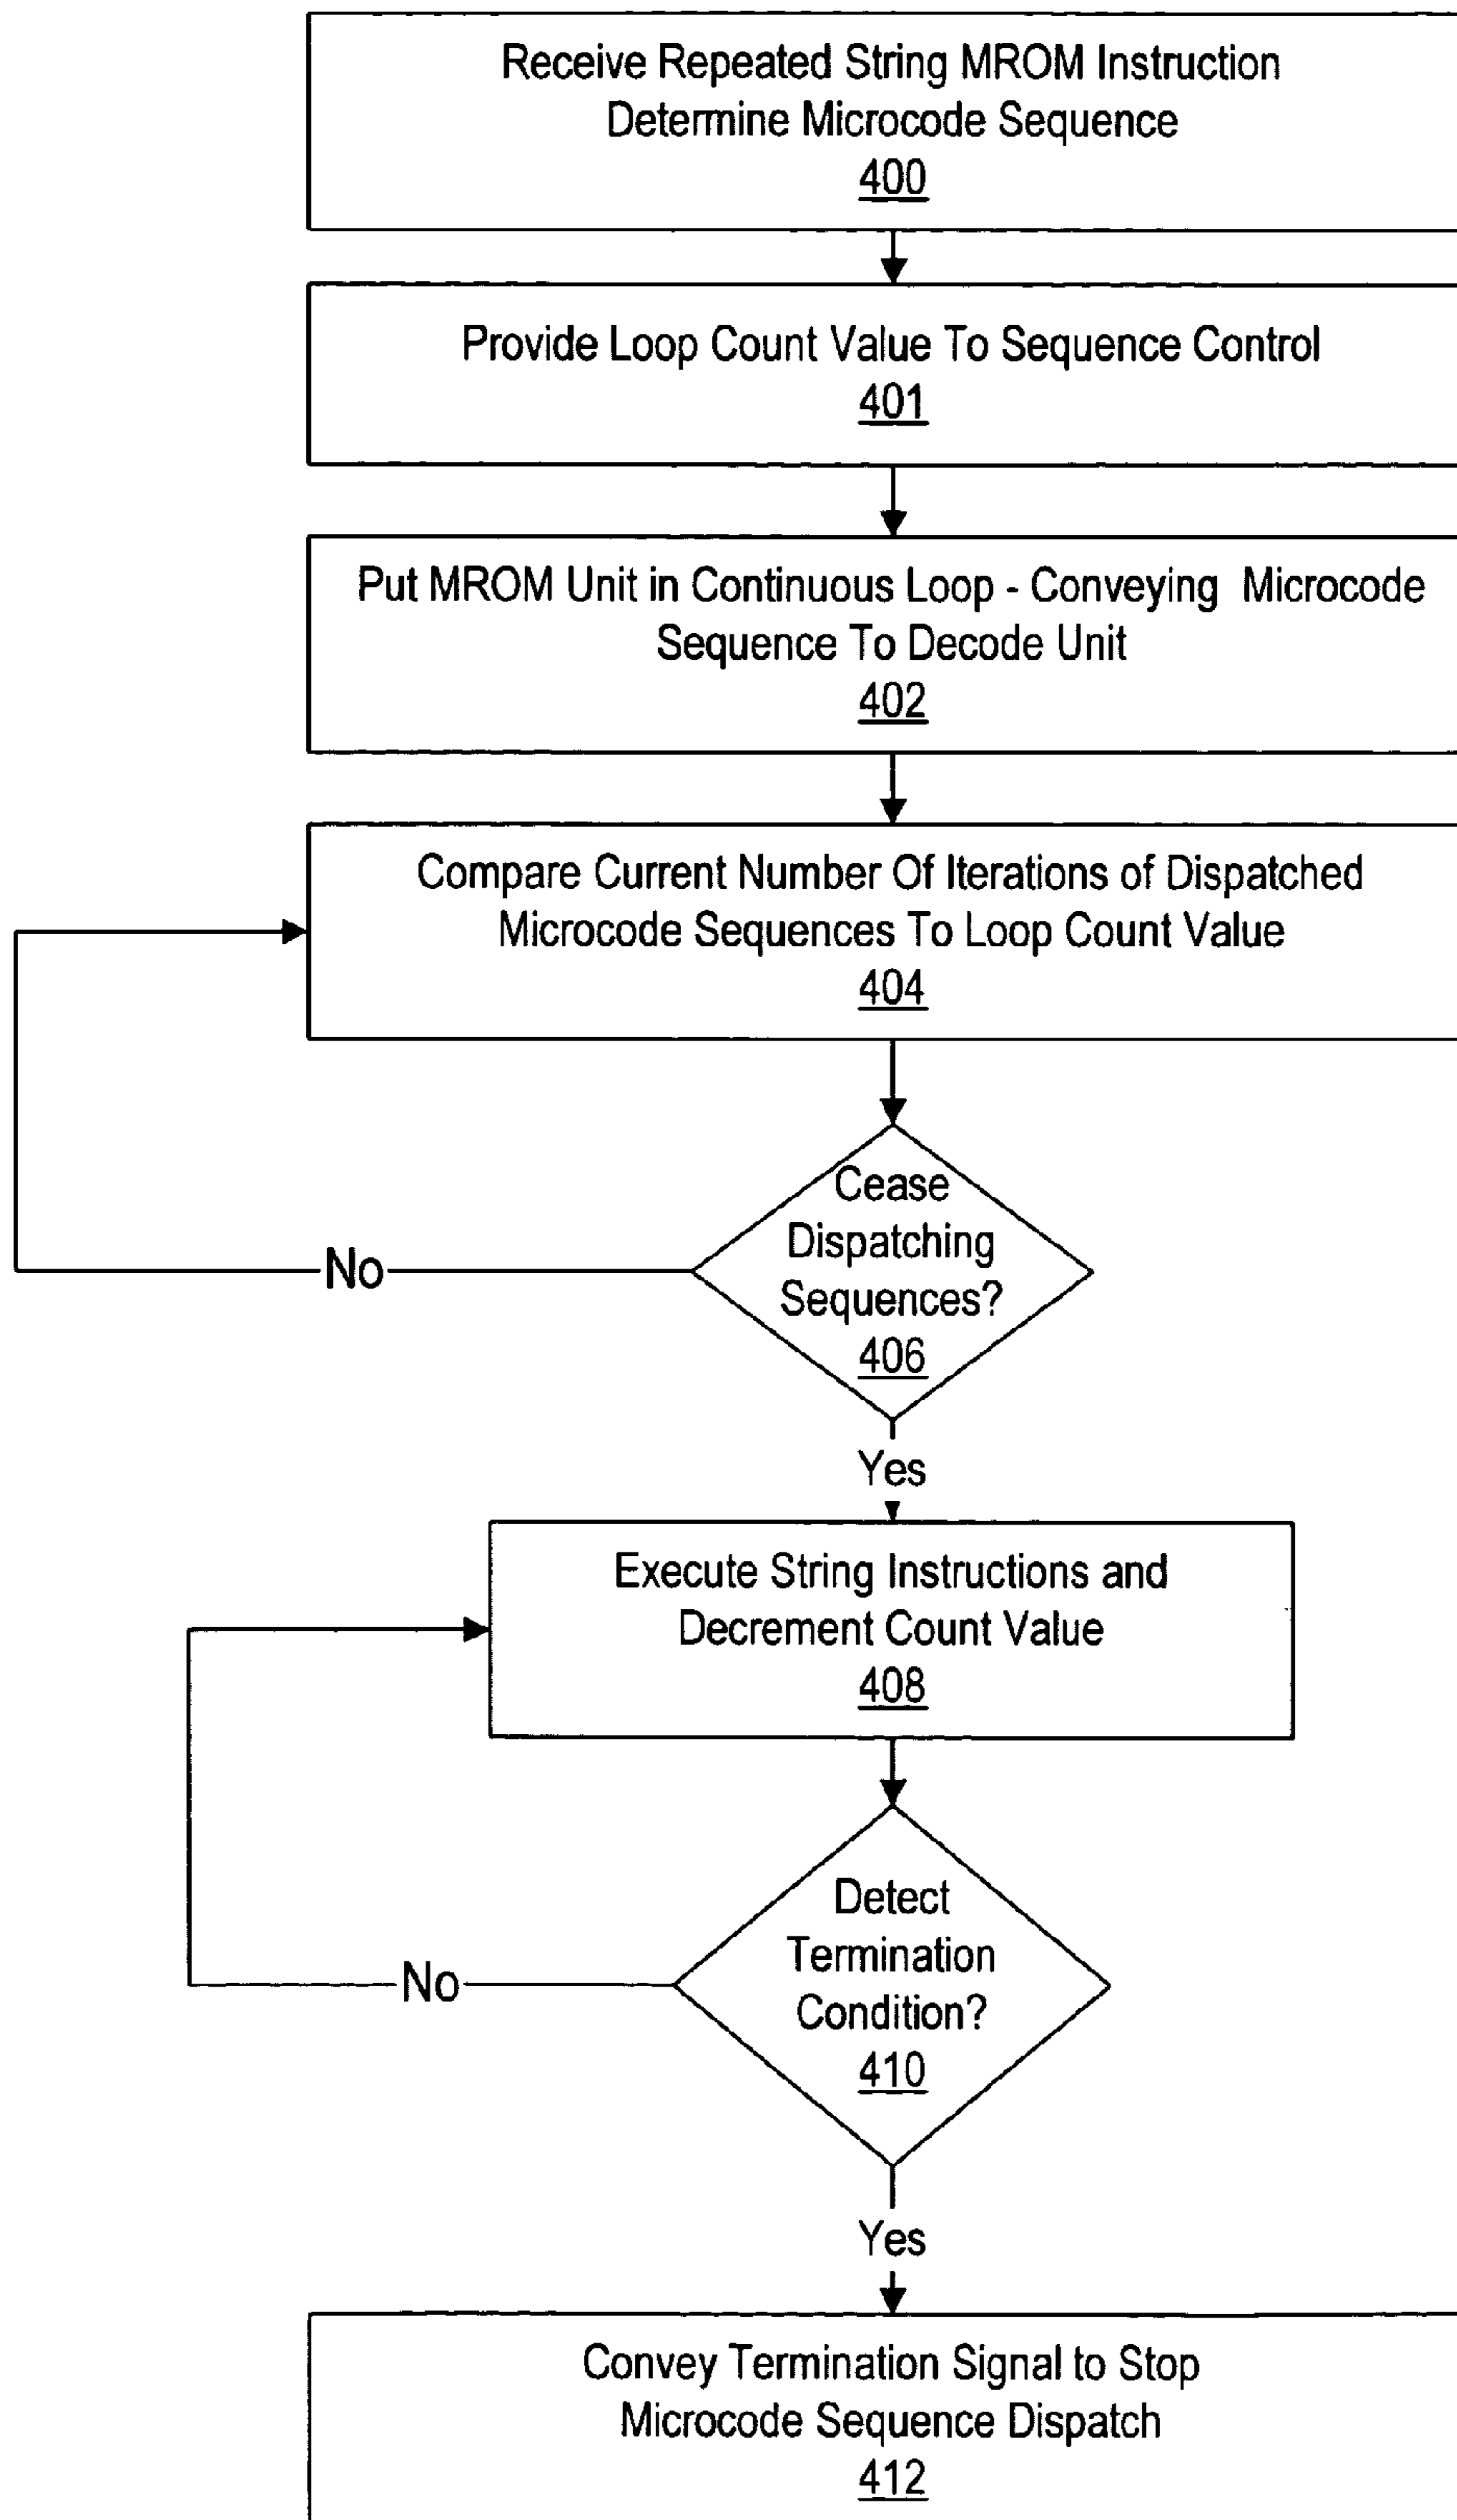 Receive Repeated String MROM Instruction
Determine Microcode Sequence
400
Provide Loop Count Value To Sequence Control
401
Put MROM Unit in Continuous Loop - Conveying Microcode
Sequence To Decode Unit
402
Compare Current Number Of Iterations of Dispatched
Microcode Sequences To Loop Count Value
404
Cease
Dispatching
Sequences?
406
No
Yes
Execute String Instructions and
Decrement Count Value
408
Detect
Termination
Condition?
410
No
Yes
Convey Termination Signal to Stop
Microcode Sequence Dispatch
412